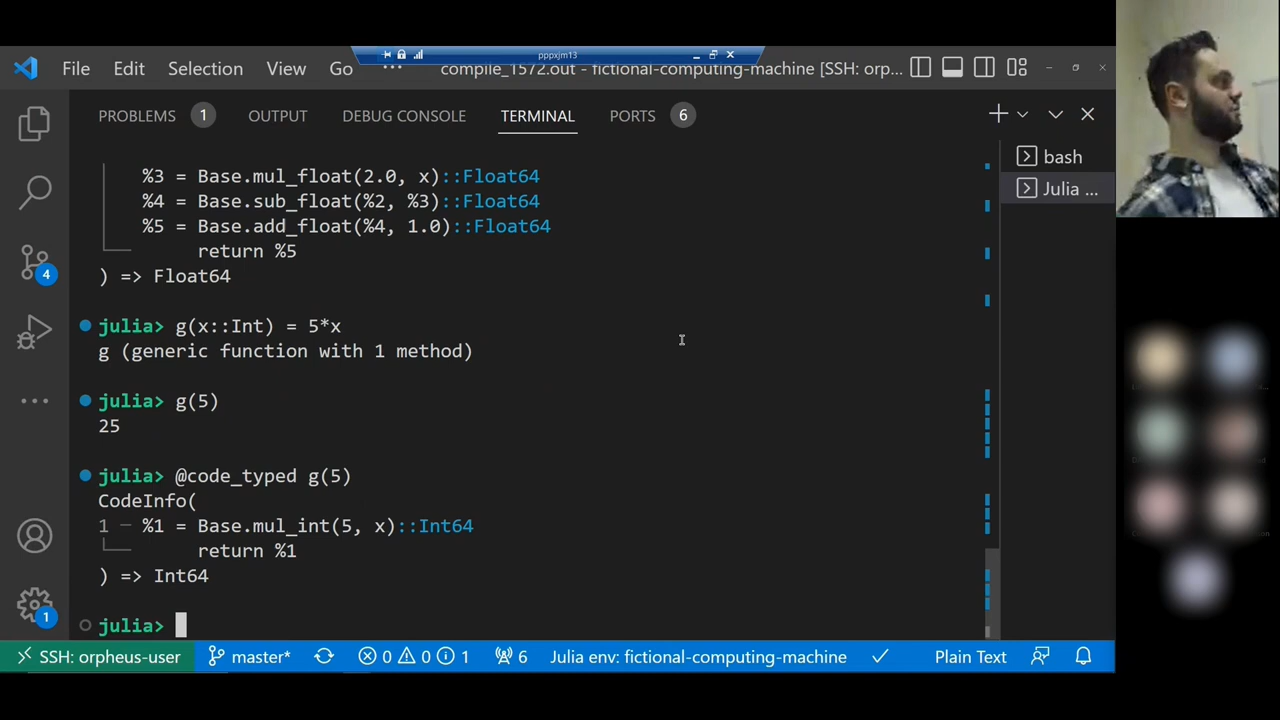 pppxjm13
File Edit Selection View Go ··· compile_1572.out - fictional-computing-machine [SSH: orp...
PROBLEMS 1 OUTPUT DEBUG CONSOLE TERMINAL PORTS 6
bash
Julia ...
%3 = Base.mul_float(2.0, x)::Float64
%4 = Base.sub_float(%2, %3)::Float64
%5 = Base.add_float(%4, 1.0)::Float64
return %5
) => Float64
julia> g(x::Int) = 5*x
g (generic function with 1 method)
julia> g(5)
25
julia> @code_typed g(5)
CodeInfo(
1 ─ %1 = Base.mul_int(5, x)::Int64
└── return %1
) => Int64
julia>
4
1
SSH: orpheus-user master* 0 0 1 6 Julia env: fictional-computing-machine Plain Text